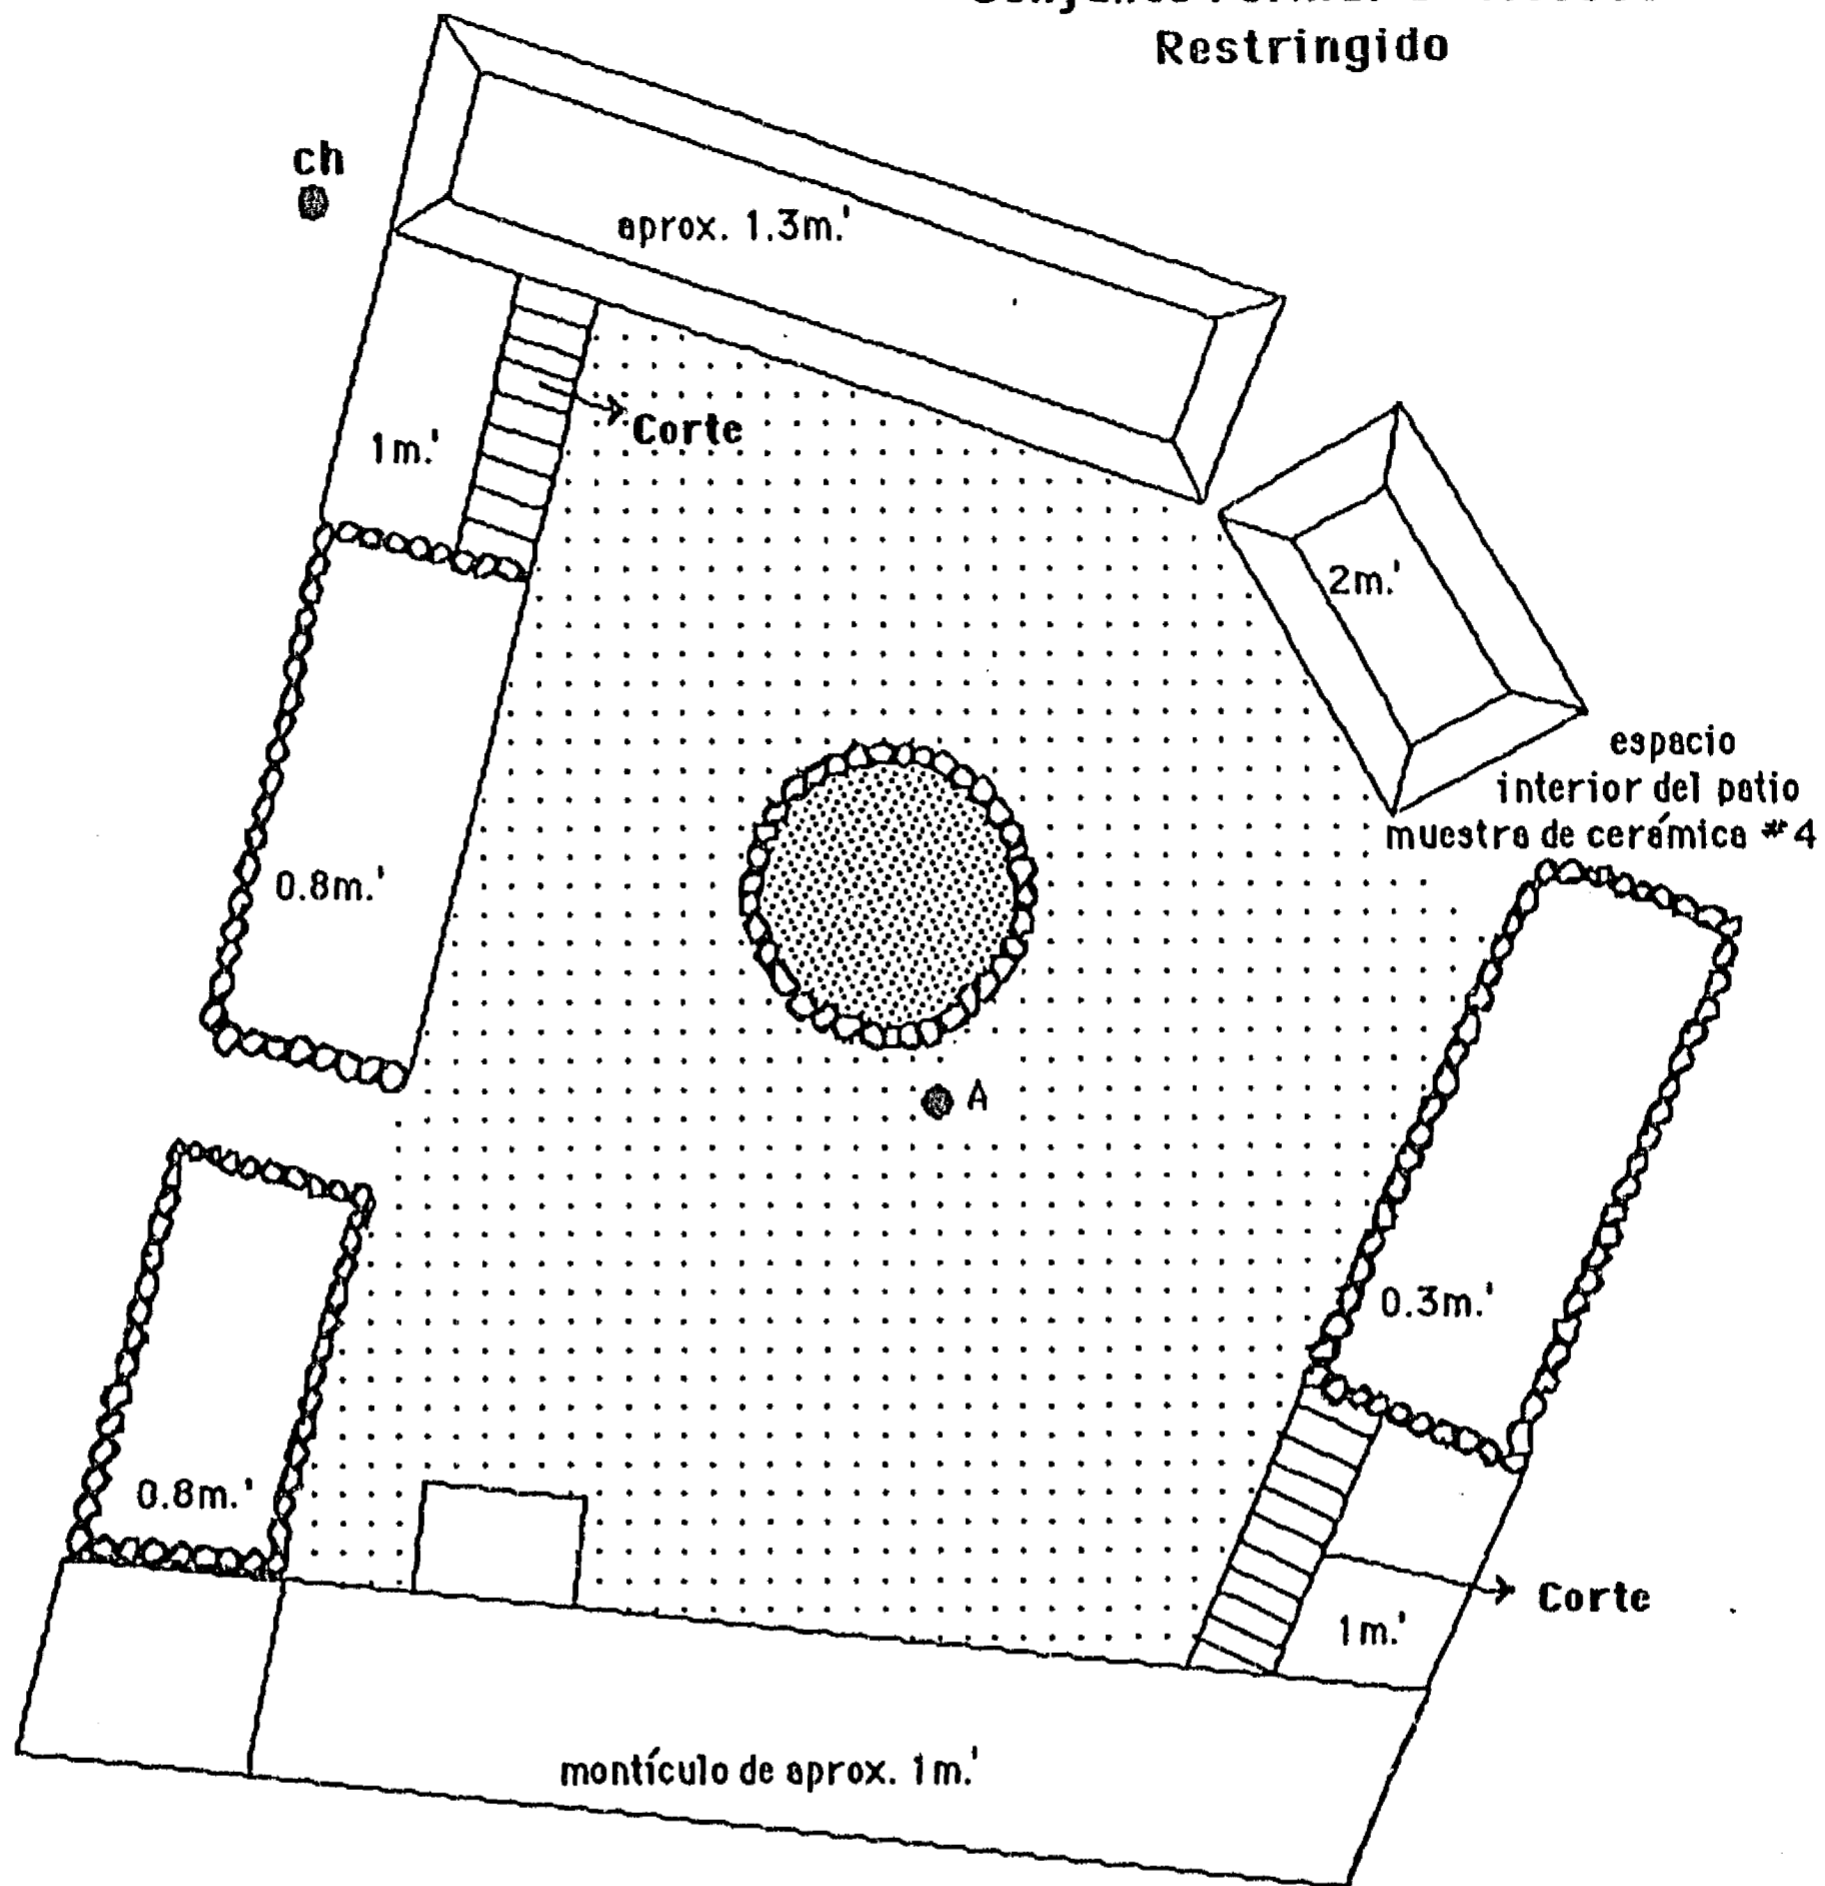 Restringido
ch
aprox. 1.3m.'
Corte
1m.'
2m.'
espacio
interior del patio
muestra de cerámica #4
0.8m.'
A
0.3m.'
0.8m.'
Corte
1m.'
montículo de aprox. 1m.'